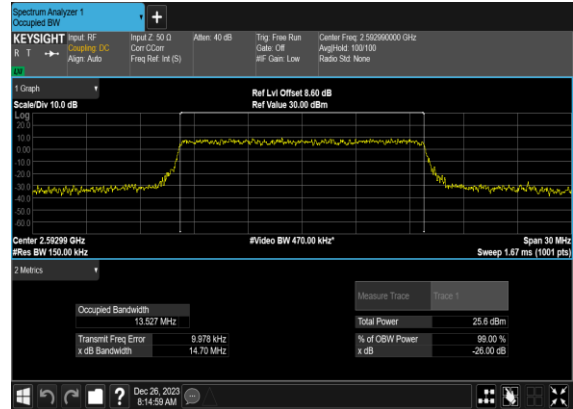 Spectrum Analyzer 1
Occupied BW
KEYSIGHT Input: RF Input Z: 50 Ω Atten: 40 dB Trig: Free Run Center Freq: 2.592990000 GHz
R T Coupling: DC Corr CCorr Gate: Off Avg|Hold: 100/100
Align: Auto Freq Ref: Int (S) #IF Gain: Low Radio Std: None
LM
1 Graph
Ref Lvl Offset 8.60 dB
Scale/Div 10.0 dB Ref Value 30.00 dBm
Log
20.0
10.0
0.00
-10.0
-20.0
-30.0
-40.0
-50.0
-60.0
Center 2.59299 GHz #Video BW 470.00 kHz* Span 30 MHz
#Res BW 150.00 kHz Sweep 1.67 ms (1001 pts)
2 Metrics
Measure Trace Trace 1
Occupied Bandwidth
13.527 MHz Total Power 25.6 dBm
Transmit Freq Error 9.978 kHz % of OBW Power 99.00 %
x dB Bandwidth 14.70 MHz x dB -26.00 dB
? Dec 26, 2023
8:14:59 AM